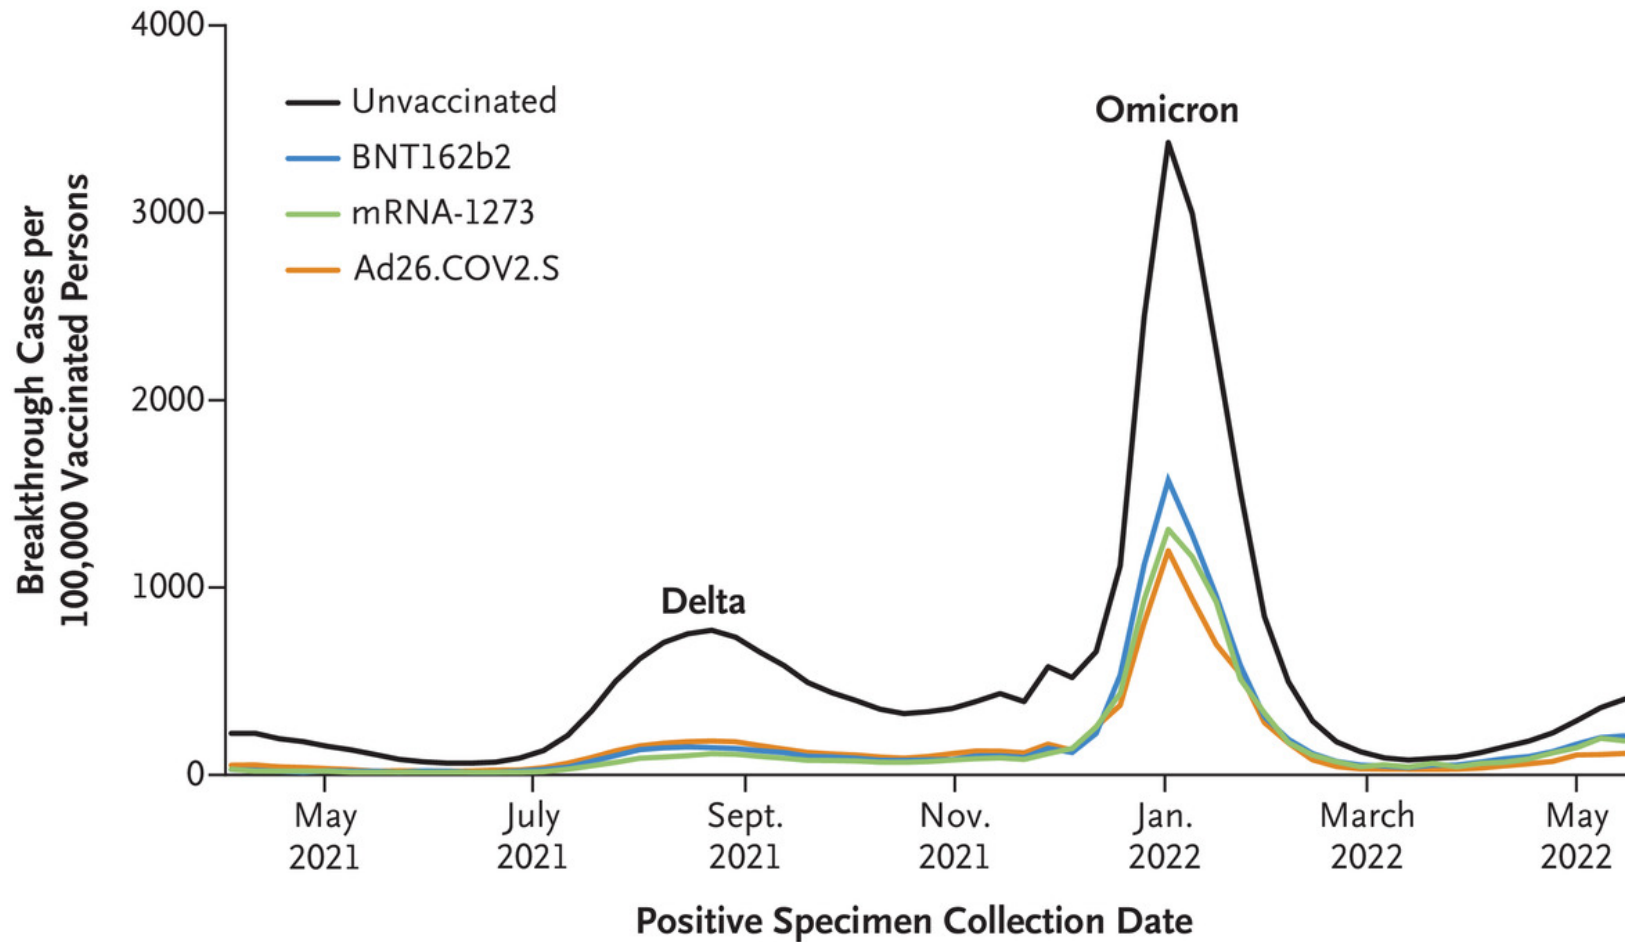 Breakthrough Cases per
100,000 Vaccinated Persons
4000
3000
2000
1000
0
Unvaccinated
BNT162b2
mRNA-1273
Ad26.COV2.S
Delta
Omicron
May
2021
July
2021
Sept.
2021
Nov.
2021
Jan.
2022
March
2022
May
2022
Positive Specimen Collection Date